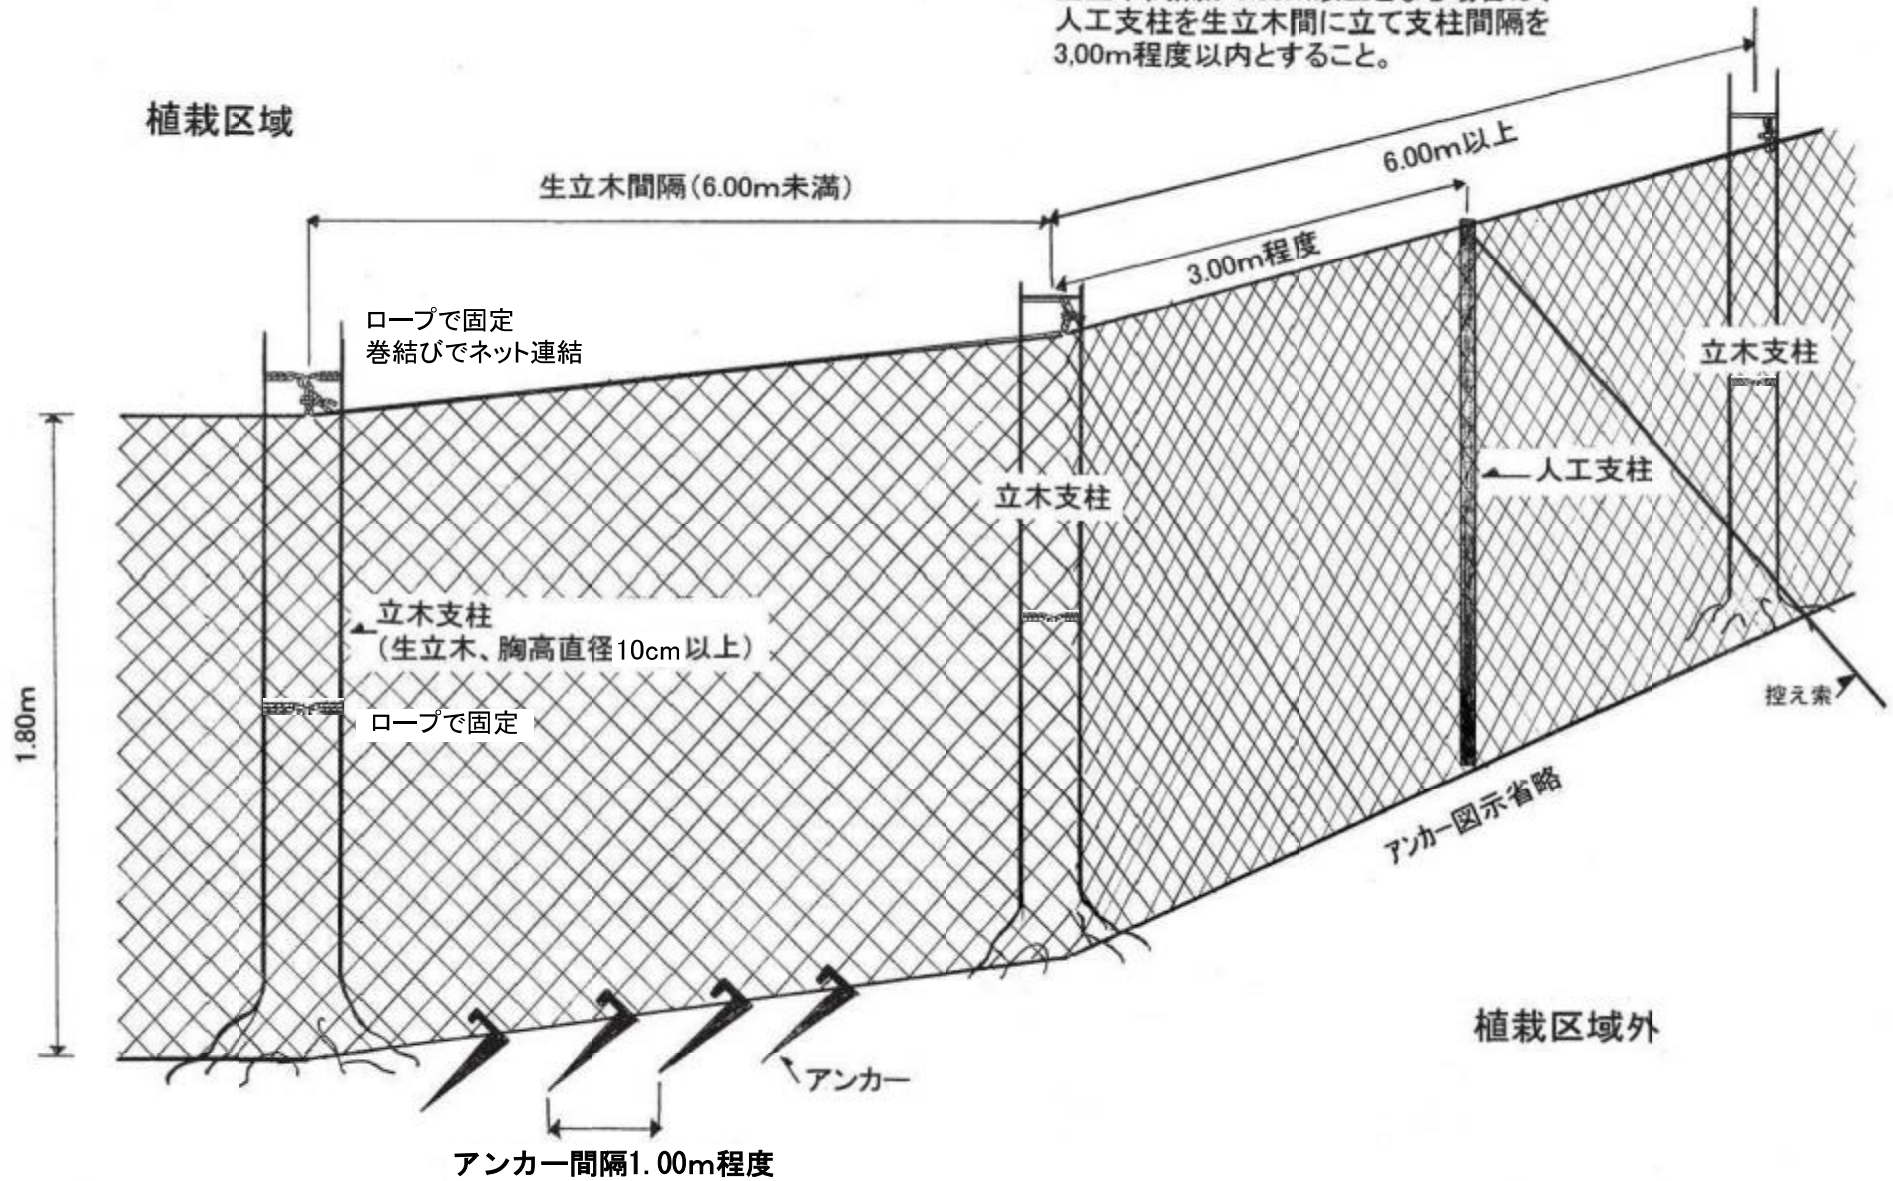 人工支柱を生立木間に立て支柱間隔を
3,00m程度以内とすること。
植栽区域
6.00m以上
生立木間隔(6.00m未満)
3.00m程度
ロープで固定
巻結びでネット連結
立木支柱
人工支柱
立木支柱
立木支柱
(生立木、胸高直径10cm以上)
ロープで固定
1.80m
控え索
アンカー図示省略
植栽区域外
アンカー
アンカー間隔1.00m程度